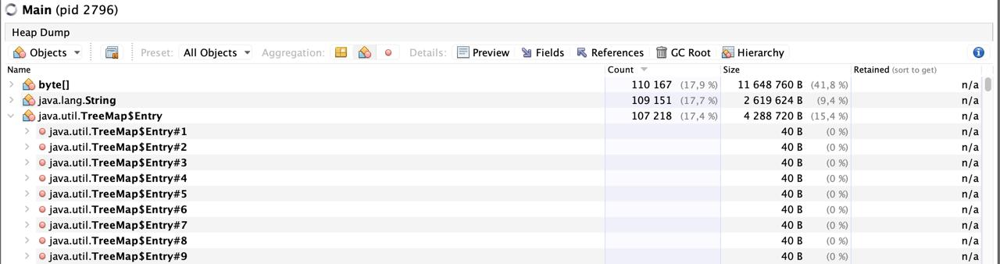 Main (pid 2796)
Heap Dump
Objects Preset: All Objects Aggregation: Details: Preview Fields References GC Root Hierarchy
Name Count Size Retained (sort to get)
byte[] 110 167 (17,9 %) 11 648 760 B (41,8 %) n/a
java.lang.String 109 151 (17,7 %) 2 619 624 B (9,4 %) n/a
java.util.TreeMap$Entry 107 218 (17,4 %) 4 288 720 B (15,4 %) n/a
java.util.TreeMap$Entry#1 40 B (0 %) n/a
java.util.TreeMap$Entry#2 40 B (0 %) n/a
java.util.TreeMap$Entry#3 40 B (0 %) n/a
java.util.TreeMap$Entry#4 40 B (0 %) n/a
java.util.TreeMap$Entry#5 40 B (0 %) n/a
java.util.TreeMap$Entry#6 40 B (0 %) n/a
java.util.TreeMap$Entry#7 40 B (0 %) n/a
java.util.TreeMap$Entry#8 40 B (0 %) n/a
java.util.TreeMap$Entry#9 40 B (0 %) n/a